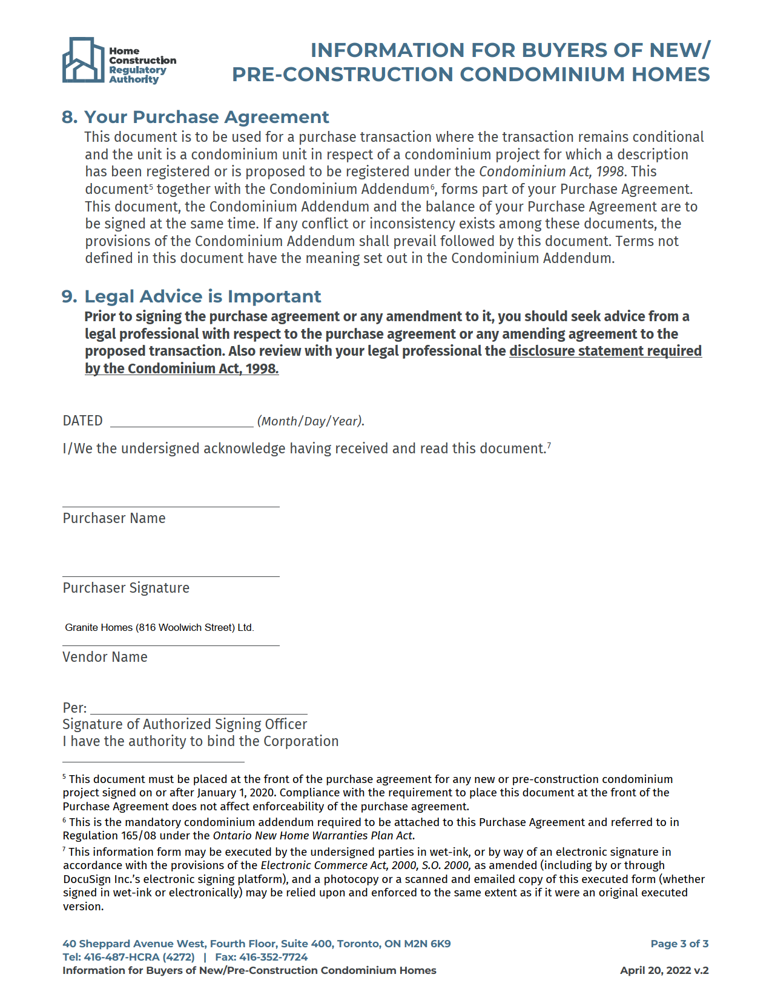 Home
Construction
Regulatory
Authority
INFORMATION FOR BUYERS OF NEW/
PRE-CONSTRUCTION CONDOMINIUM HOMES
8. Your Purchase Agreement
This document is to be used for a purchase transaction where the transaction remains conditional
and the unit is a condominium unit in respect of a condominium project for which a description
has been registered or is proposed to be registered under the Condominium Act, 1998. This
document⁵ together with the Condominium Addendum⁶, forms part of your Purchase Agreement.
This document, the Condominium Addendum and the balance of your Purchase Agreement are to
be signed at the same time. If any conflict or inconsistency exists among these documents, the
provisions of the Condominium Addendum shall prevail followed by this document. Terms not
defined in this document have the meaning set out in the Condominium Addendum.
9. Legal Advice is Important
Prior to signing the purchase agreement or any amendment to it, you should seek advice from a
legal professional with respect to the purchase agreement or any amending agreement to the
proposed transaction. Also review with your legal professional the disclosure statement required
by the Condominium Act, 1998.
DATED ____________________ (Month/Day/Year).
I/We the undersigned acknowledge having received and read this document.⁷
Purchaser Name
Purchaser Signature
Granite Homes (816 Woolwich Street) Ltd.
Vendor Name
Per: ______________________________
Signature of Authorized Signing Officer
I have the authority to bind the Corporation
⁵ This document must be placed at the front of the purchase agreement for any new or pre-construction condominium
project signed on or after January 1, 2020. Compliance with the requirement to place this document at the front of the
Purchase Agreement does not affect enforceability of the purchase agreement.
⁶ This is the mandatory condominium addendum required to be attached to this Purchase Agreement and referred to in
Regulation 165/08 under the Ontario New Home Warranties Plan Act.
⁷ This information form may be executed by the undersigned parties in wet-ink, or by way of an electronic signature in
accordance with the provisions of the Electronic Commerce Act, 2000, S.O. 2000, as amended (including by or through
DocuSign Inc.’s electronic signing platform), and a photocopy or a scanned and emailed copy of this executed form (whether
signed in wet-ink or electronically) may be relied upon and enforced to the same extent as if it were an original executed
version.
40 Sheppard Avenue West, Fourth Floor, Suite 400, Toronto, ON M2N 6K9 Page 3 of 3
Tel: 416-487-HCRA (4272) | Fax: 416-352-7724
Information for Buyers of New/Pre-Construction Condominium Homes April 20, 2022 v.2